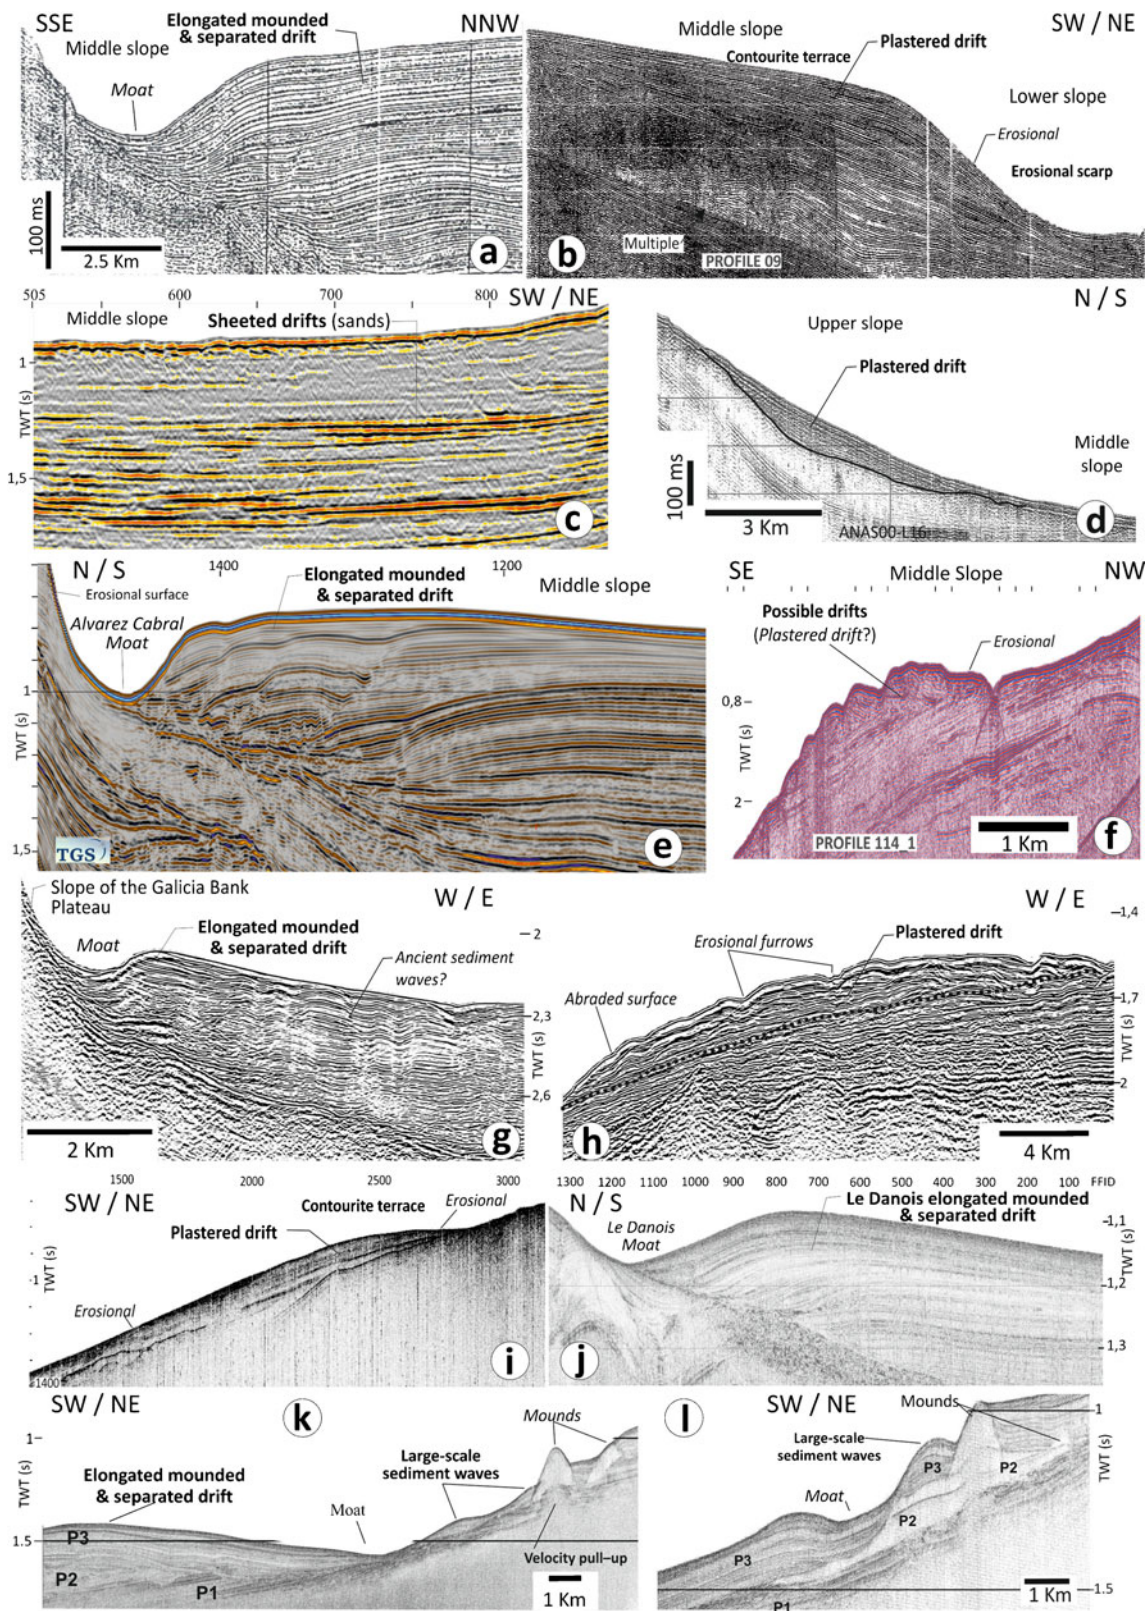 SSE
Elongated mounded
& separated drift
NNW
Middle slope
Moat
100 ms
2.5 Km
a
SW / NE
Middle slope
Plastered drift
Contourite terrace
Lower slope
Erosional
Erosional scarp
Multiple
PROFILE 09
b
505 600 700 800
SW / NE
Middle slope
Sheeted drifts (sands)
1
TWT (s)
1,5
c
N / S
Upper slope
Plastered drift
Middle
slope
100 ms
3 Km
ANAS00-L16
d
N / S
1400
1200
Elongated mounded
& separated drift
Middle slope
Erosional surface
Alvarez Cabral
Moat
1
TWT (s)
1,5
TGS
e
SE
Middle Slope
NW
Possible drifts
(Plastered drift?)
Erosional
0,8
TWT (s)
2
1 Km
PROFILE 114_1
f
Slope of the Galicia Bank
Plateau
W / E
Moat
Elongated mounded
& separated drift
2
Ancient sediment
waves?
2,3
TWT (s)
2,6
2 Km
g
W / E
1,4
Erosional furrows
Plastered drift
Abraded surface
1,7
TWT (s)
2
4 Km
h
1500 2000 2500 3000
SW / NE
Contourite terrace
Erosional
Plastered drift
TWT (s)
1
Erosional
1400
i
1300 1200 1100 1000 900 800 700 600 500 400 300 200 100 FFID
N / S
Le Danois elongated mounded
& separated drift
Le Danois
Moat
1,1
TWT (s)
1,2
1,3
j
SW / NE
k
Mounds
1
Large-scale
sediment waves
Elongated mounded
& separated drift
TWT (s)
Moat
P3
1.5
P2
P1
Velocity pull-up
1 Km
l
SW / NE
Mounds
1
Large-scale
sediment waves
P3
P2
Moat
TWT (s)
P2
P3
P1
1 Km
1.5